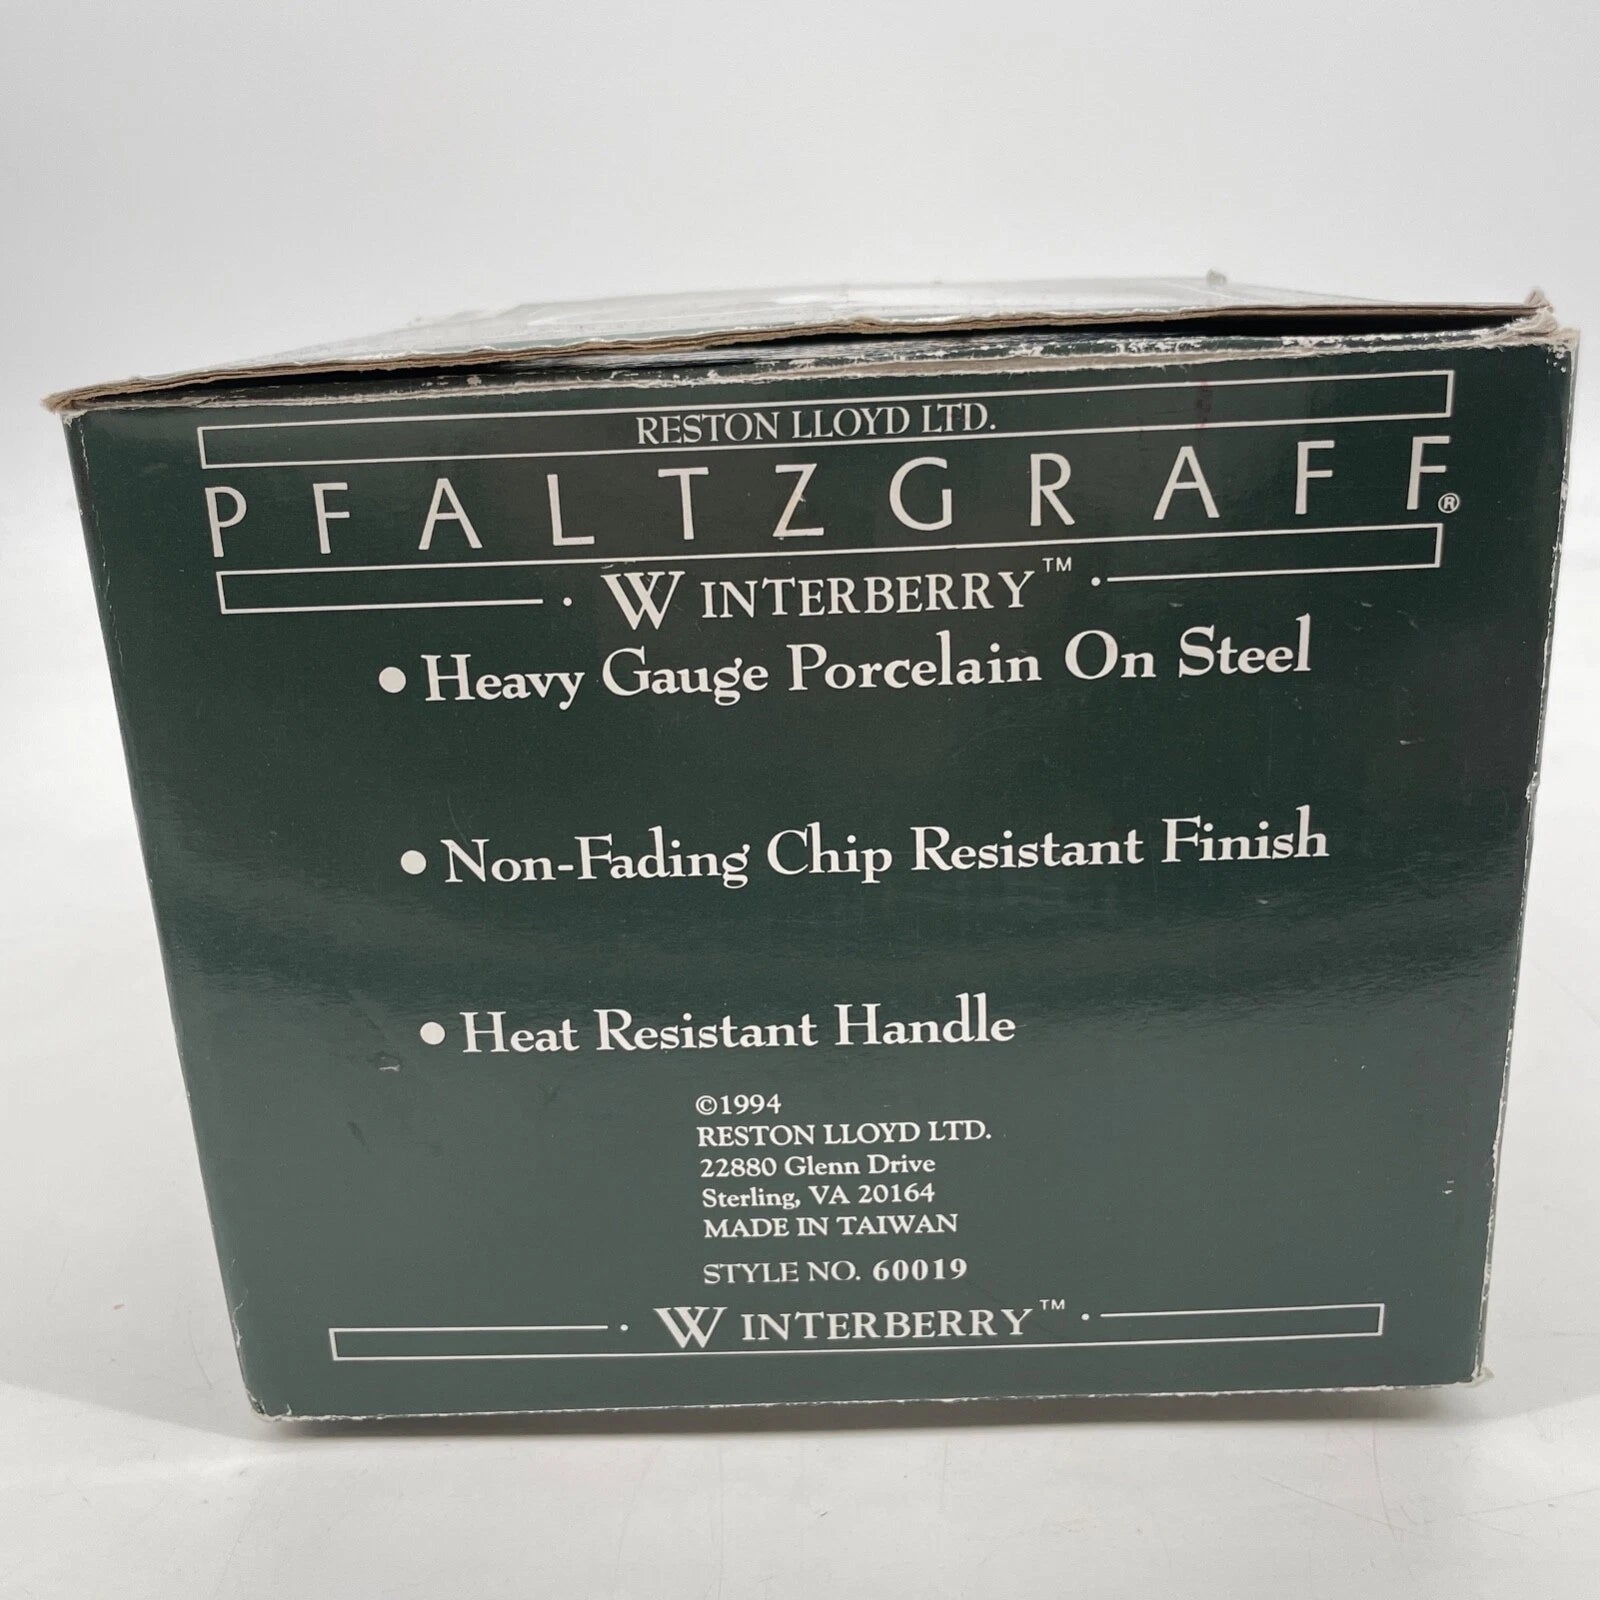 RESTON LLOYD LTD.
PFALTZGRAFF®
WINTERBERRY™
• Heavy Gauge Porcelain On Steel
• Non-Fading Chip Resistant Finish
• Heat Resistant Handle
©1994
RESTON LLOYD LTD.
22880 Glenn Drive
Sterling, VA 20164
MADE IN TAIWAN
STYLE NO. 60019
WINTERBERRY™